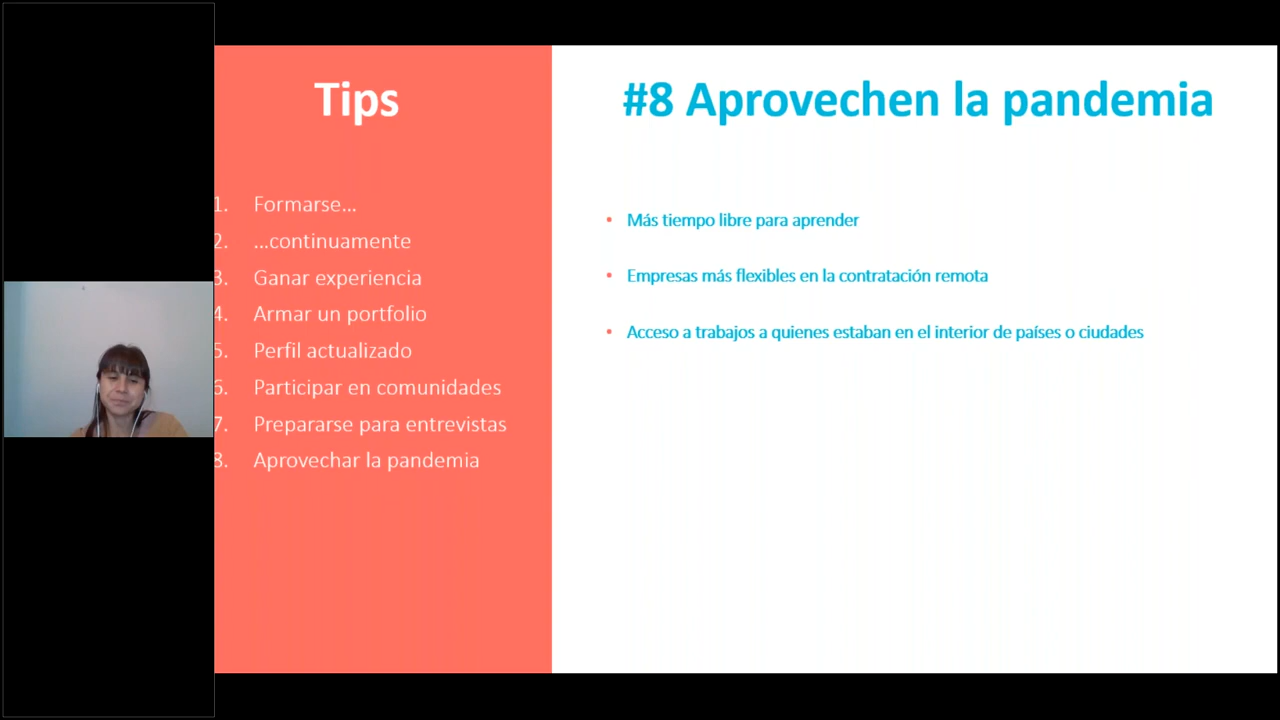 Tips
1. Formarse...
2. ...continuamente
3. Ganar experiencia
4. Armar un portfolio
5. Perfil actualizado
6. Participar en comunidades
7. Prepararse para entrevistas
8. Aprovechar la pandemia
#8 Aprovechen la pandemia
• Más tiempo libre para aprender
• Empresas más flexibles en la contratación remota
• Acceso a trabajos a quienes estaban en el interior de países o ciudades